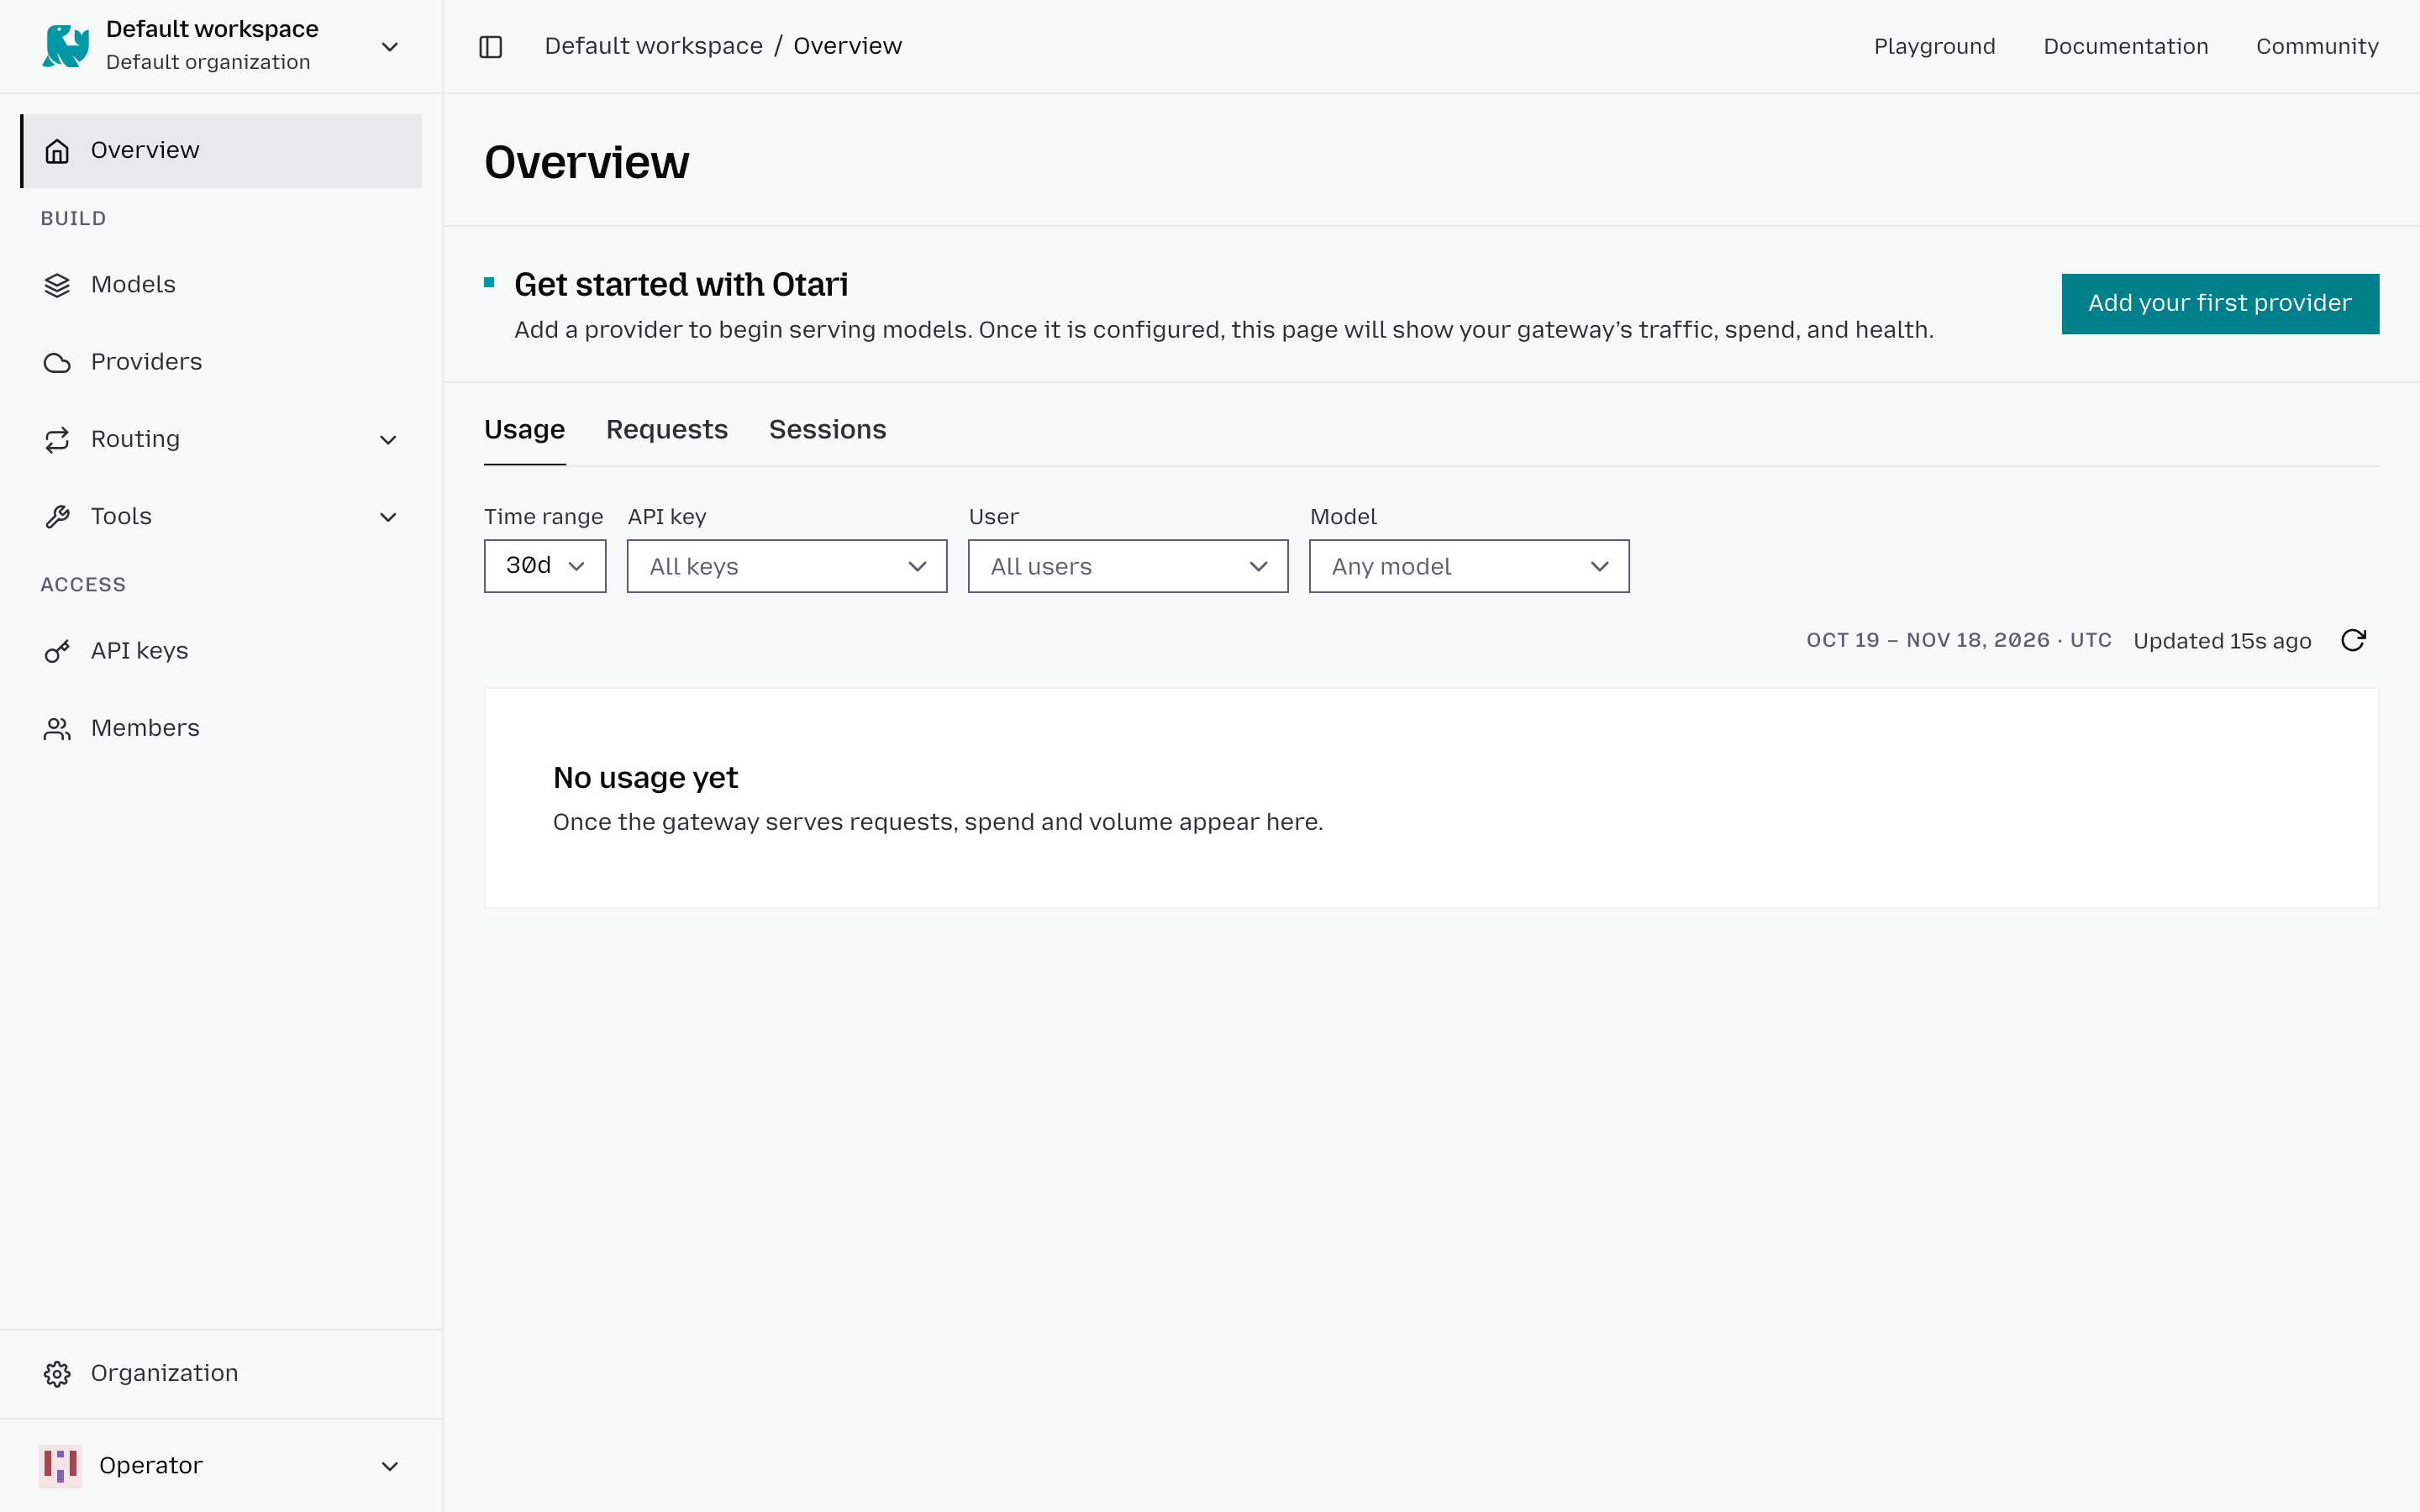 Default workspace
Default organization
Default workspace / Overview
Playground
Documentation
Community
Overview
BUILD
Models
Providers
Routing
Tools
ACCESS
API keys
Members
Organization
Operator
Overview
Get started with Otari
Add a provider to begin serving models. Once it is configured, this page will show your gateway’s traffic, spend, and health.
Add your first provider
Usage
Requests
Sessions
Time range
API key
User
Model
30d
All keys
All users
Any model
OCT 19 – NOV 18, 2026 · UTC
Updated 15s ago
No usage yet
Once the gateway serves requests, spend and volume appear here.